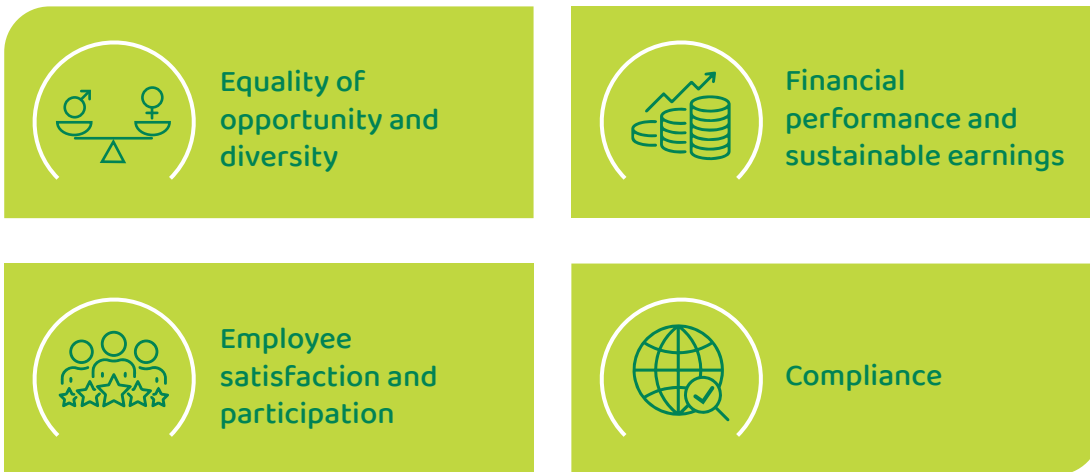 Equality of
opportunity and
diversity
Financial
performance and
sustainable earnings
Employee
satisfaction and
participation
Compliance